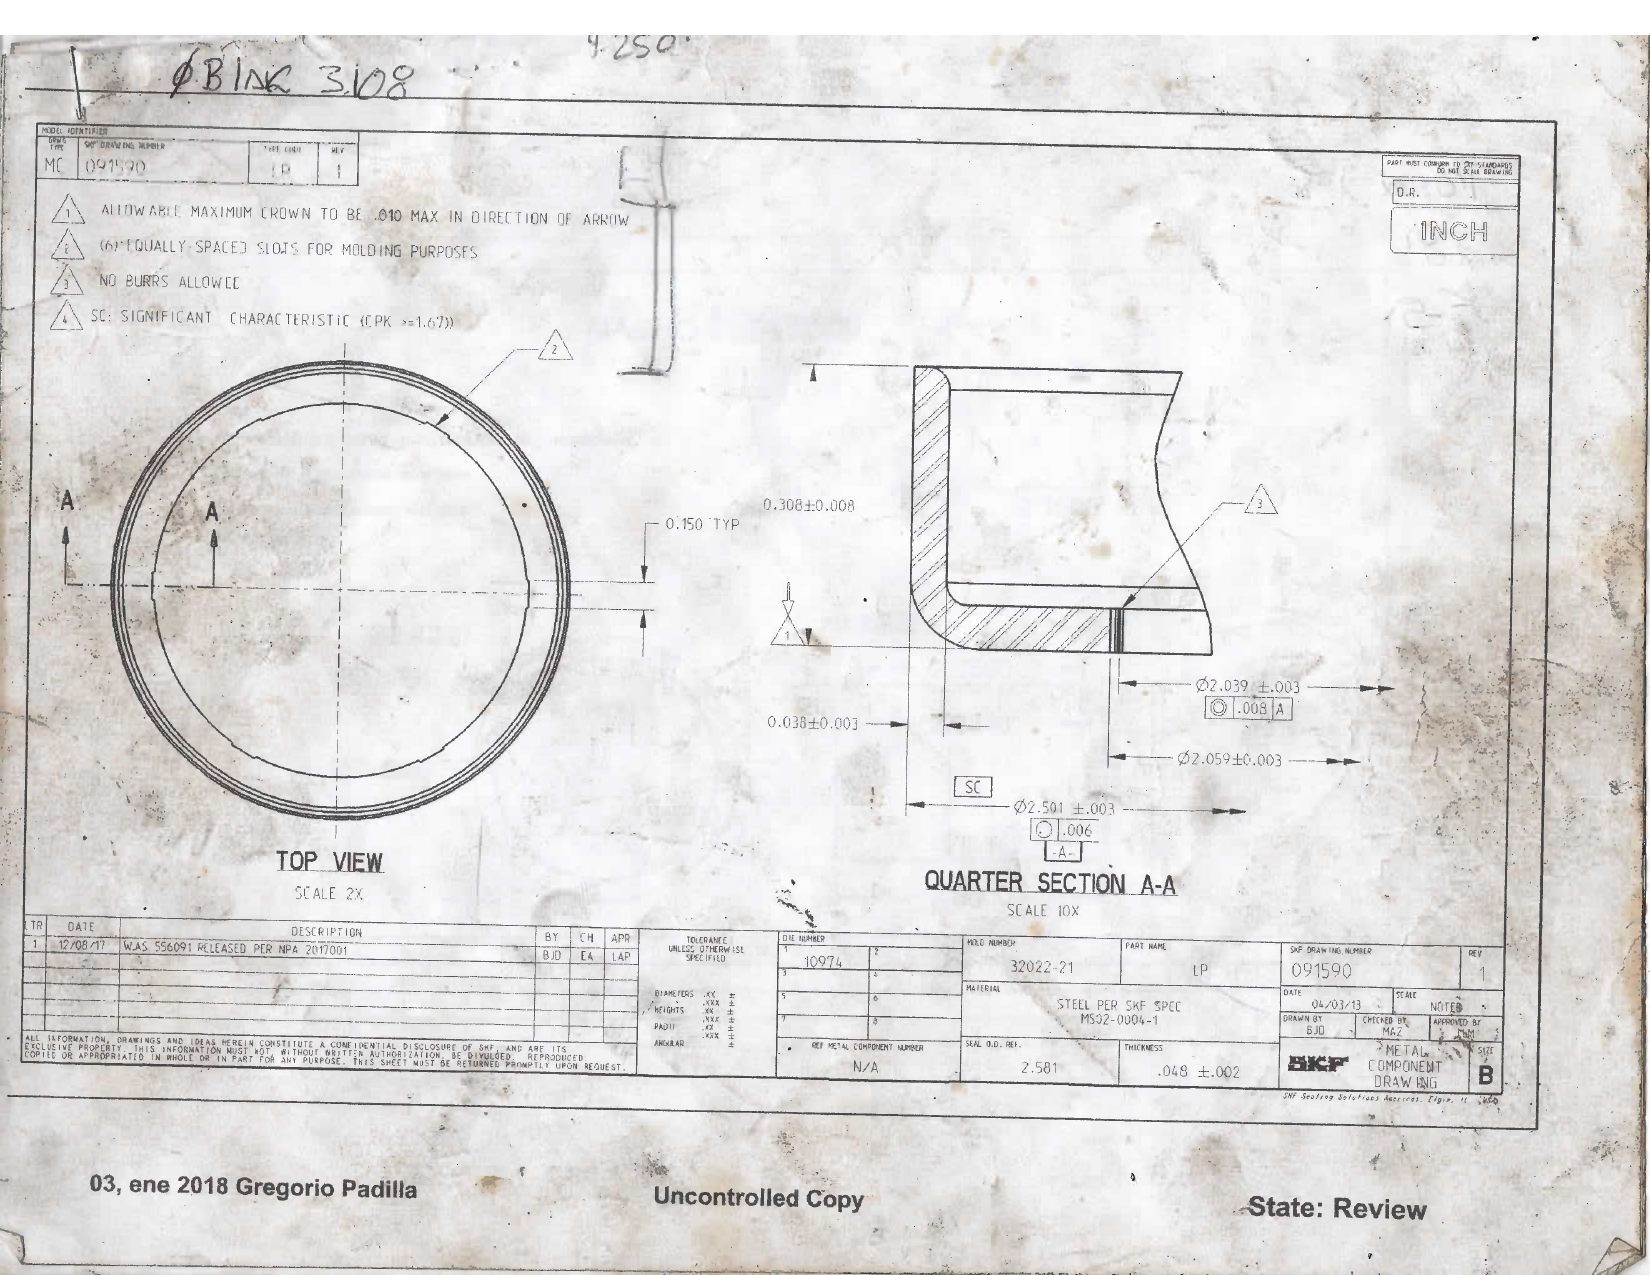 4.250
ØBlak 3.108
MODEL IDENTIFIER
DRWG TYPE
SKF DRAWING NUMBER
TYPE CODE
REV
MC
091590
LP
1
PART MUST CONFORM TO SKF STANDARDS
DO NOT SCALE DRAWING
D.R.
INCH
1 ALLOWABLE MAXIMUM CROWN TO BE .010 MAX IN DIRECTION OF ARROW
2 (6) EQUALLY-SPACED SLOTS FOR MOLDING PURPOSES
3 NO BURRS ALLOWED
4 SC: SIGNIFICANT CHARACTERISTIC (CPK >=1.67))
2
A
A
0.150 TYP
0.308±0.008
3
1
Ø2.039 ±.003
◎ .008 A
0.038±0.003
Ø2.059±0.003
SC
Ø2.501 ±.003
○ .006
-A-
TOP VIEW
SCALE 2X
QUARTER SECTION A-A
SCALE 10X
LTR DATE DESCRIPTION BY CH APR
1 12/08/17 WAS 556091 RELEASED PER NPA 2017001 BJD EA LAP
TOLERANCE
UNLESS OTHERWISE
SPECIFIED
DIAMETERS .XX ±
.XXX ±
HEIGHTS .XX ±
.XXX ±
RADII .XX ±
.XXX ±
ANGULAR ±
DIE NUMBER
1 10974 2
3 4
5 6
7 8
REF METAL COMPONENT NUMBER
N/A
MOLD NUMBER
32022-21
PART NAME
LP
MATERIAL
STEEL PER SKF SPEC
MS02-0004-1
SEAL O.D. REF.
2.581
THICKNESS
.048 ±.002
SKF DRAWING NUMBER
091590
REV
1
DATE
04/03/13
SCALE
NOTED
DRAWN BY
BJD
CHECKED BY
MAZ
APPROVED BY
SKF
METAL
COMPONENT
DRAWING
SIZE
B
SKF Sealing Solutions Americas. Elgin, IL
ALL INFORMATION, DRAWINGS AND IDEAS HEREIN CONSTITUTE A CONFIDENTIAL DISCLOSURE OF SKF, AND ARE ITS
EXCLUSIVE PROPERTY. THIS INFORMATION MUST NOT, WITHOUT WRITTEN AUTHORIZATION, BE DIVULGED, REPRODUCED
COPIED OR APPROPRIATED IN WHOLE OR IN PART FOR ANY PURPOSE. THIS SHEET MUST BE RETURNED PROMPTLY UPON REQUEST.
03, ene 2018 Gregorio Padilla
Uncontrolled Copy
State: Review